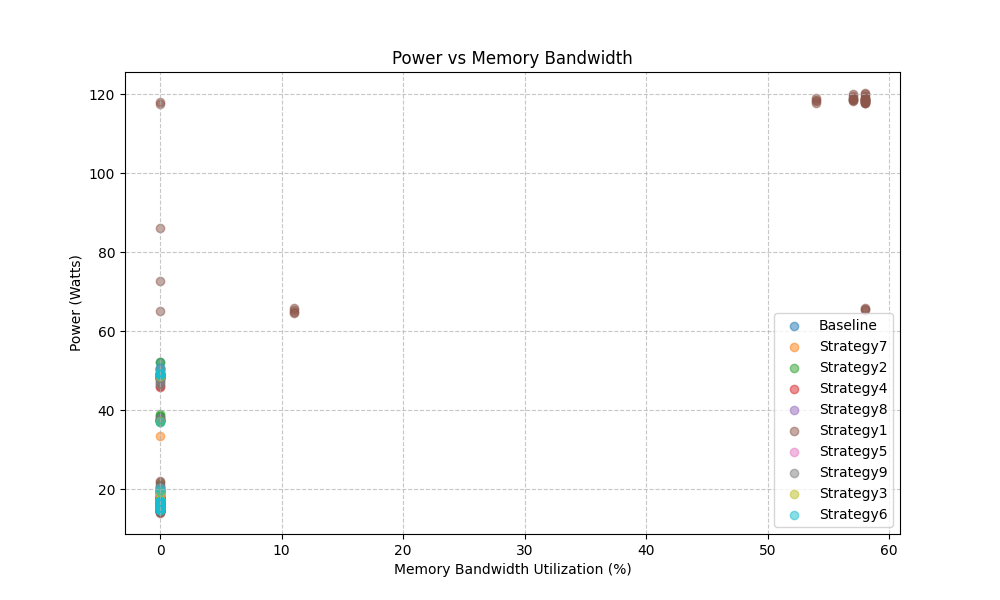 Power vs Memory Bandwidth
120
100
80
60
40
20
Power (Watts)
0
10
20
30
40
50
60
Memory Bandwidth Utilization (%)
Baseline
Strategy7
Strategy2
Strategy4
Strategy8
Strategy1
Strategy5
Strategy9
Strategy3
Strategy6